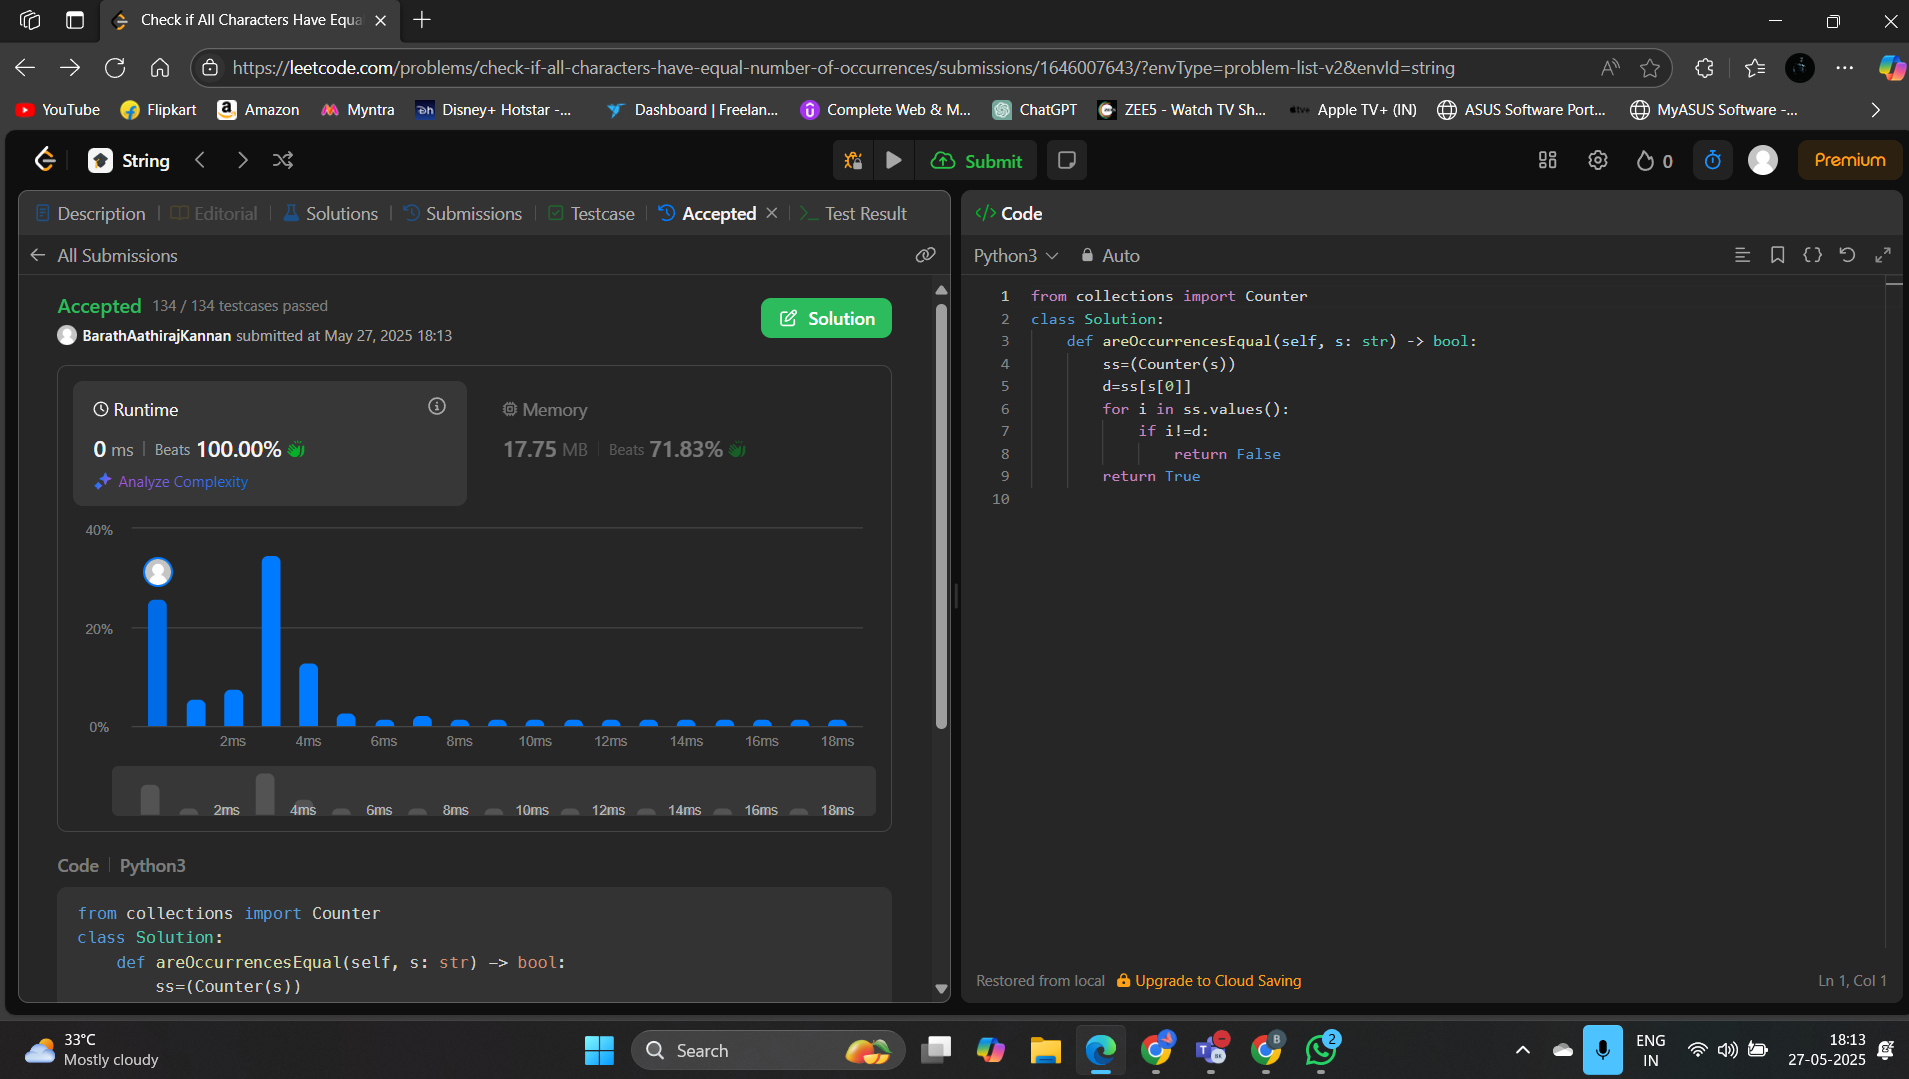 Check if All Characters Have Equa
https://leetcode.com/problems/check-if-all-characters-have-equal-number-of-occurrences/submissions/1646007643/?envType=problem-list-v2&envId=string
YouTube Flipkart Amazon Myntra Disney+ Hotstar -... Dashboard | Freelan... Complete Web & M... ChatGPT ZEE5 - Watch TV Sh... Apple TV+ (IN) ASUS Software Port... MyASUS Software -...
String Submit 0 Premium
Description Editorial Solutions Submissions Testcase Accepted Test Result
All Submissions
Accepted 134 / 134 testcases passed
Solution
BarathAathirajKannan submitted at May 27, 2025 18:13
Runtime
0 ms Beats 100.00%
Analyze Complexity
Memory
17.75 MB Beats 71.83%
40%
20%
0%
2ms 4ms 6ms 8ms 10ms 12ms 14ms 16ms 18ms
2ms 4ms 6ms 8ms 10ms 12ms 14ms 16ms 18ms
Code Python3
from collections import Counter
class Solution:
def areOccurrencesEqual(self, s: str) -> bool:
ss=(Counter(s))
</> Code
Python3 Auto
1 from collections import Counter
2 class Solution:
3 def areOccurrencesEqual(self, s: str) -> bool:
4 ss=(Counter(s))
5 d=ss[s[0]]
6 for i in ss.values():
7 if i!=d:
8 return False
9 return True
10
Restored from local Upgrade to Cloud Saving Ln 1, Col 1
33°C
Mostly cloudy
Search
B
2
ENG
IN
18:13
27-05-2025